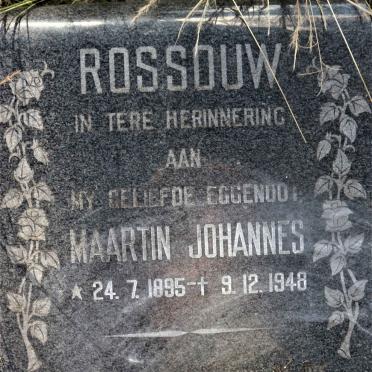 ROSSOUW
IN TERE HERINNERING
AAN
MY GELIEFDE EGGENOOT
MAARTIN JOHANNES
* 24. 7. 1895 - † 9. 12. 1948